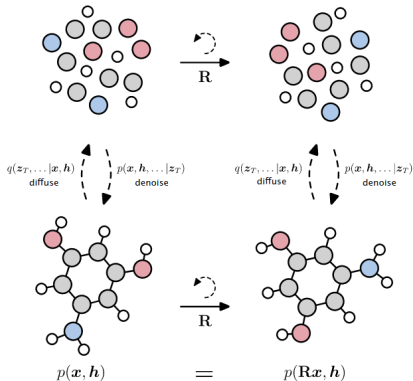 R
q(z_T, ...|x, h) p(x, h, ...|z_T) q(z_T, ...|x, h) p(x, h, ...|z_T)
diffuse denoise diffuse denoise
R
p(x, h) = p(Rx, h)